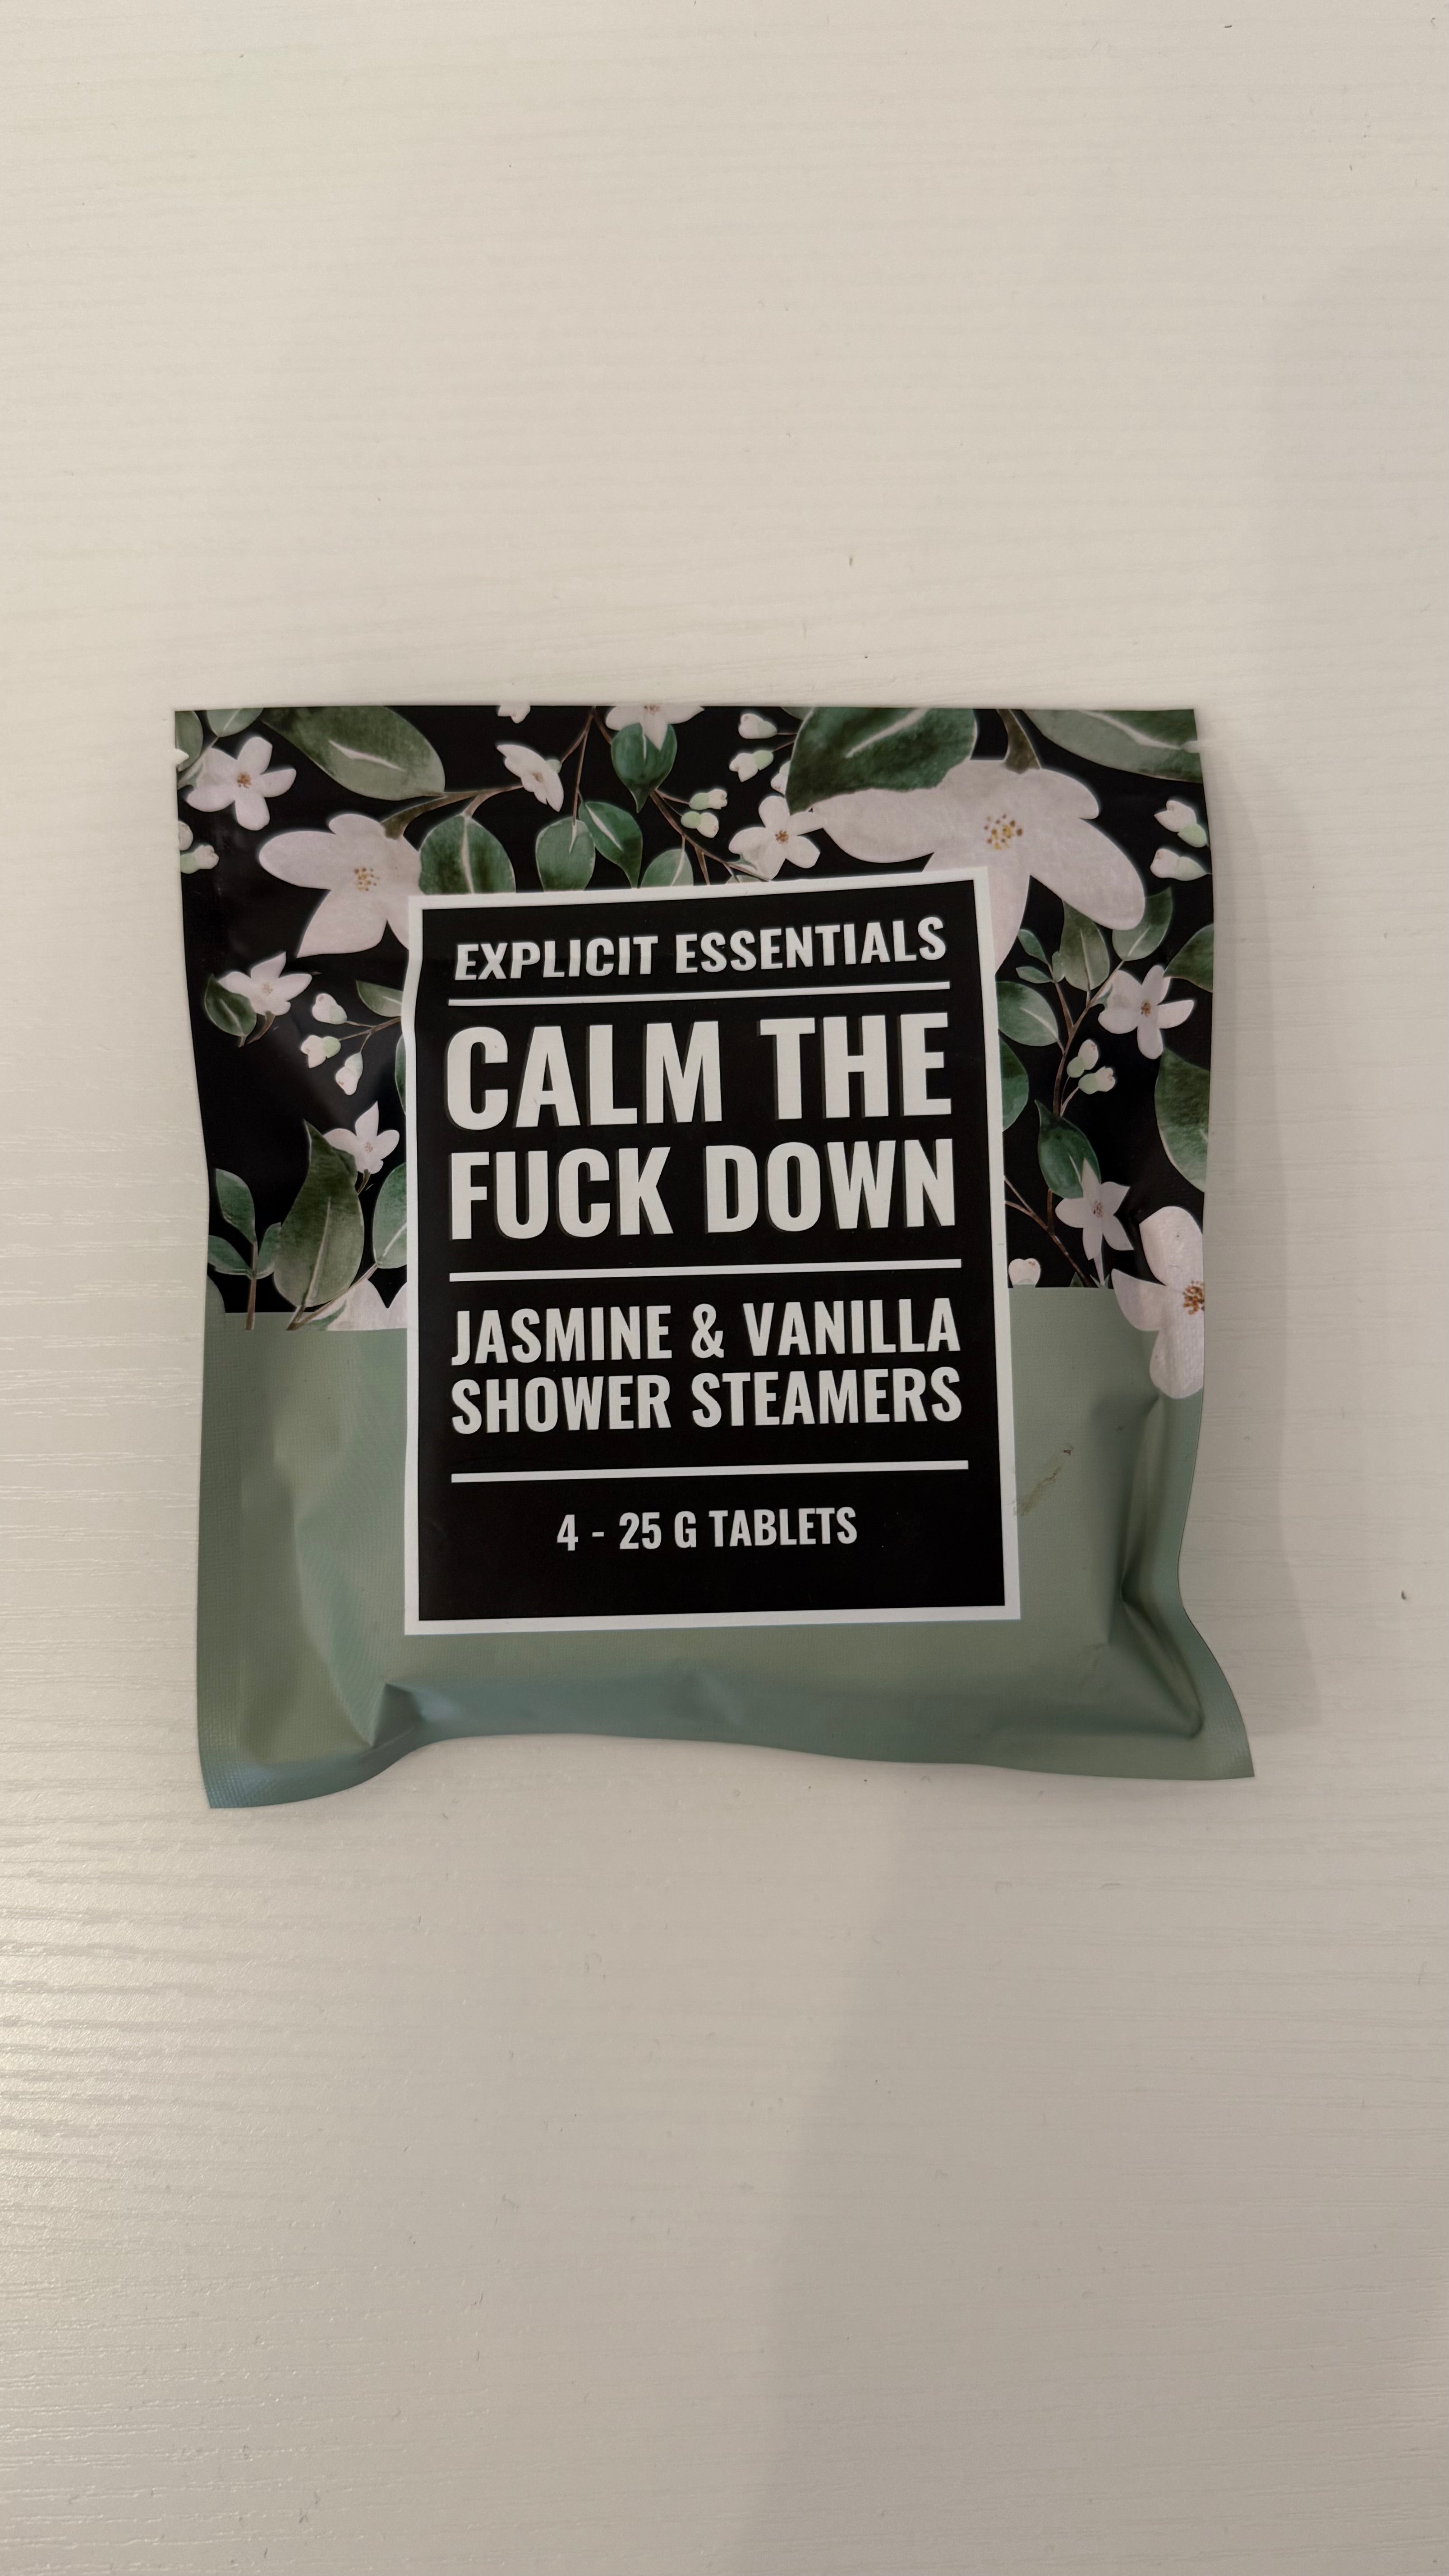 EXPLICIT ESSENTIALS
CALM THE
FUCK DOWN
JASMINE & VANILLA
SHOWER STEAMERS
4 - 25 G TABLETS